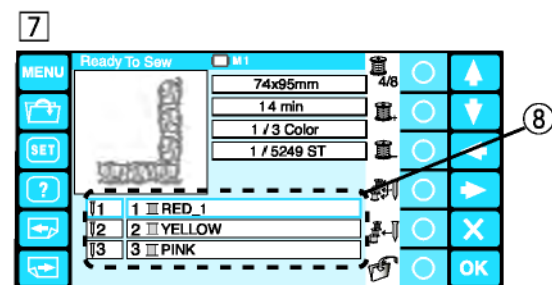 7
MENU
Ready To Sew
M1
4/8
74x95mm
14 min
1 / 3 Color
1 / 5249 ST
SET
?
8
1 1 RED_1
2 2 YELLOW
3 3 PINK
X
OK